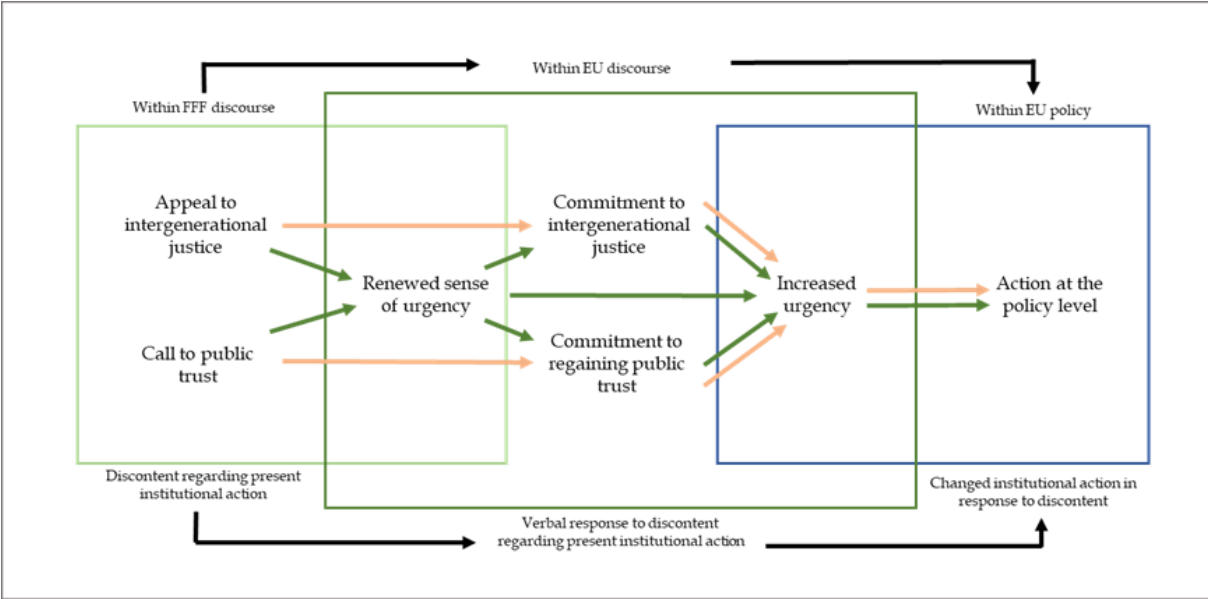 Within EU discourse
Within FFF discourse
Within EU policy
Appeal to
intergenerational
justice
Commitment to
intergenerational
justice
Renewed sense
of urgency
Increased
urgency
Action at the
policy level
Call to public
trust
Commitment to
regaining public
trust
Discontent regarding present
institutional action
Changed institutional action in
response to discontent
Verbal response to discontent
regarding present institutional action